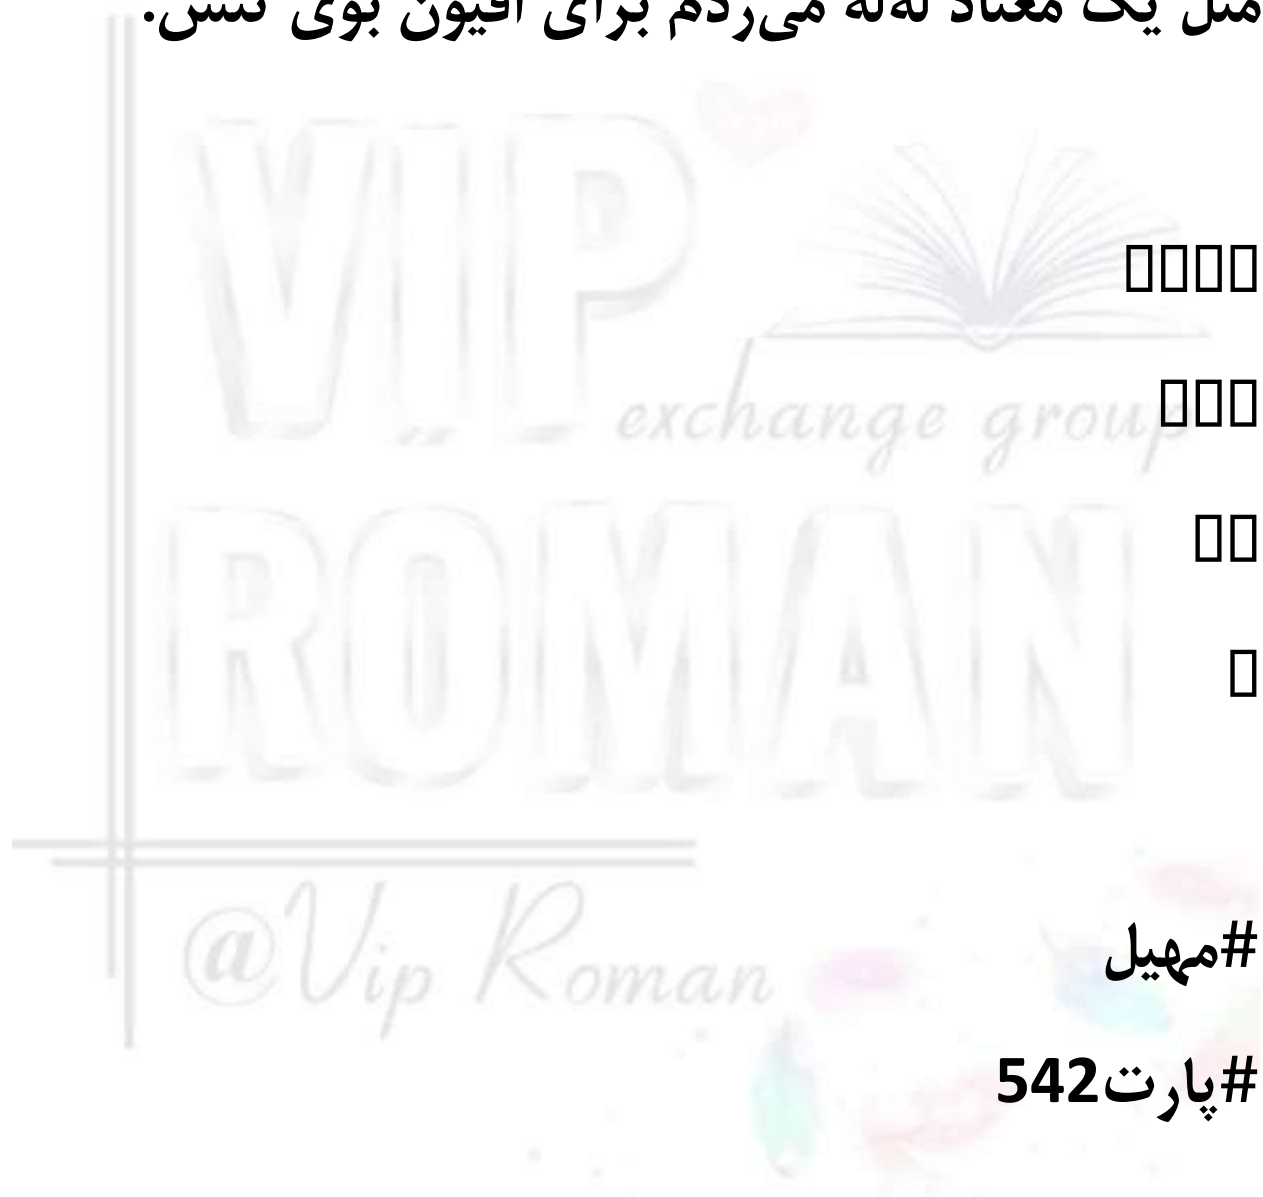 مثل یک معتاد له‌له می‌زدم برای افیون بوی تنش.
VIP
exchange group
▯▯▯▯
▯▯▯
▯▯
▯
ROMAN
@Vip Roman
#مهیل
#پارت542